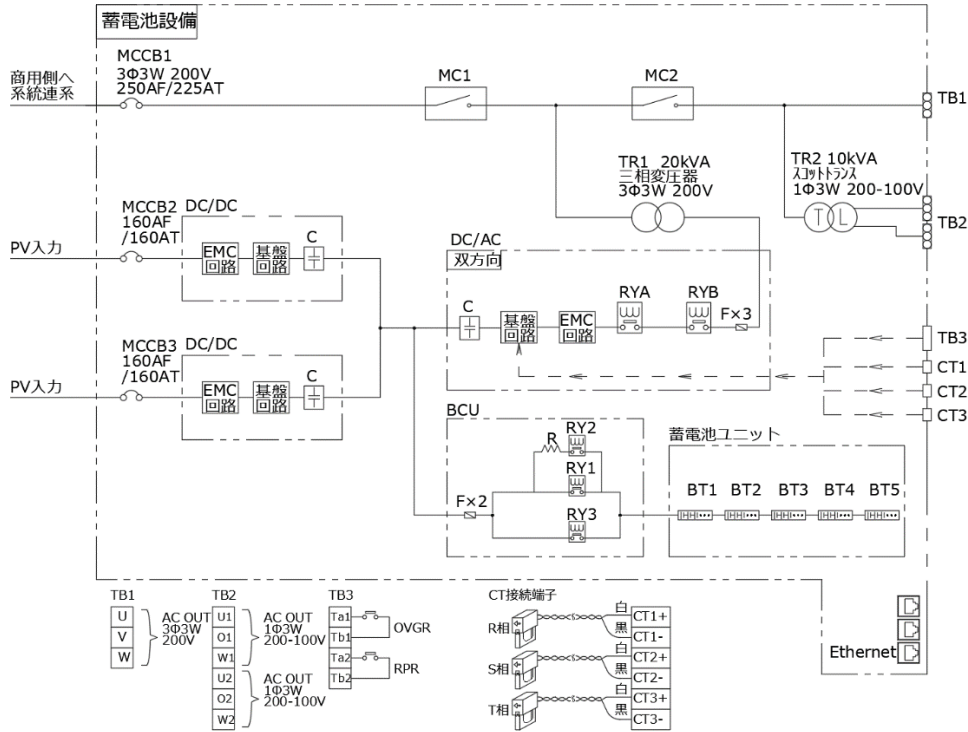 蓄電池設備
MCCB1
3Φ3W 200V
250AF/225AT
商用側へ
系統連系
MC1
MC2
TB1
TR1 20kVA
三相変圧器
3Φ3W 200V
TR2 10kVA
スコットトランス
1Φ3W 200-100V
T
L
TB2
MCCB2
160AF
/160AT
DC/DC
PV入力
EMC
回路
基盤
回路
C
DC/AC
双方向
C
基盤
回路
EMC
回路
RYA
RYB
F×3
MCCB3
160AF
/160AT
DC/DC
PV入力
EMC
回路
基盤
回路
C
TB3
CT1
CT2
CT3
BCU
R
RY2
RY1
RY3
F×2
蓄電池ユニット
BT1
BT2
BT3
BT4
BT5
TB1
U
V
W
AC OUT
3Φ3W
200V
TB2
U1
O1
W1
AC OUT
1Φ3W
200-100V
U2
O2
W2
AC OUT
1Φ3W
200-100V
TB3
Ta1
Tb1
OVGR
Ta2
Tb2
RPR
CT接続端子
R相
白
黒
CT1+
CT1-
S相
白
黒
CT2+
CT2-
T相
白
黒
CT3+
CT3-
Ethernet